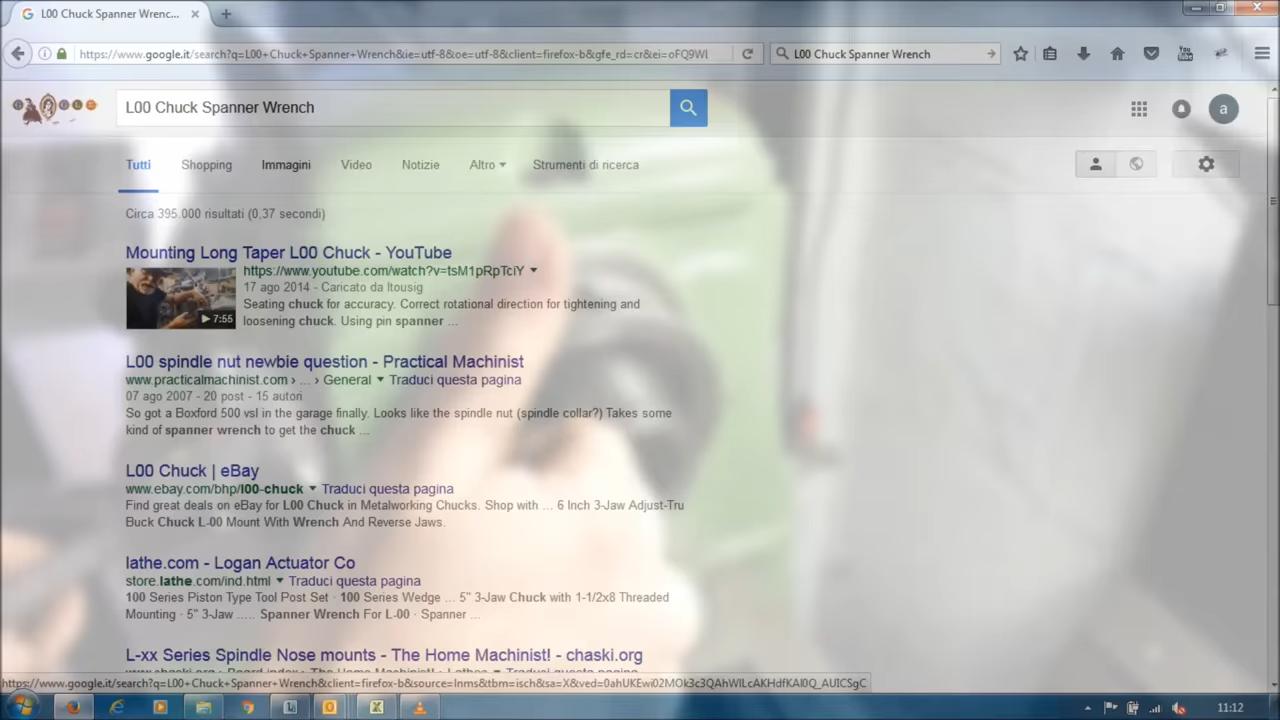 L00 Chuck Spanner Wrenc...
https://www.google.it/search?q=L00+Chuck+Spanner+Wrench&ie=utf-8&oe=utf-8&client=firefox-b&gfe_rd=cr&ei=oFQ9WI
L00 Chuck Spanner Wrench
L00 Chuck Spanner Wrench
a
Tutti Shopping Immagini Video Notizie Altro Strumenti di ricerca
Circa 395.000 risultati (0,37 secondi)
Mounting Long Taper L00 Chuck - YouTube
https://www.youtube.com/watch?v=tsM1pRpTciY
17 ago 2014 - Caricato da Itousig
Seating chuck for accuracy. Correct rotational direction for tightening and
loosening chuck. Using pin spanner ...
7:55
L00 spindle nut newbie question - Practical Machinist
www.practicalmachinist.com › ... › General Traduci questa pagina
07 ago 2007 - 20 post - 15 autori
So got a Boxford 500 vsl in the garage finally. Looks like the spindle nut (spindle collar?) Takes some
kind of spanner wrench to get the chuck ...
L00 Chuck | eBay
www.ebay.com/bhp/l00-chuck Traduci questa pagina
Find great deals on eBay for L00 Chuck in Metalworking Chucks. Shop with ... 6 Inch 3-Jaw Adjust-Tru
Buck Chuck L-00 Mount With Wrench And Reverse Jaws.
lathe.com - Logan Actuator Co
store.lathe.com/ind.html Traduci questa pagina
100 Series Piston Type Tool Post Set · 100 Series Wedge ... 5" 3-Jaw Chuck with 1-1/2x8 Threaded
Mounting · 5" 3-Jaw ..... Spanner Wrench For L-00 · Spanner ...
L-xx Series Spindle Nose mounts - The Home Machinist! - chaski.org
https://www.google.it/search?q=L00+Chuck+Spanner+Wrench&client=firefox-b&source=lnms&tbm=isch&sa=X&ved=0ahUKEwi02MOk3c3QAhWILcAKHdfKAl0Q_AUICSgC
11:12